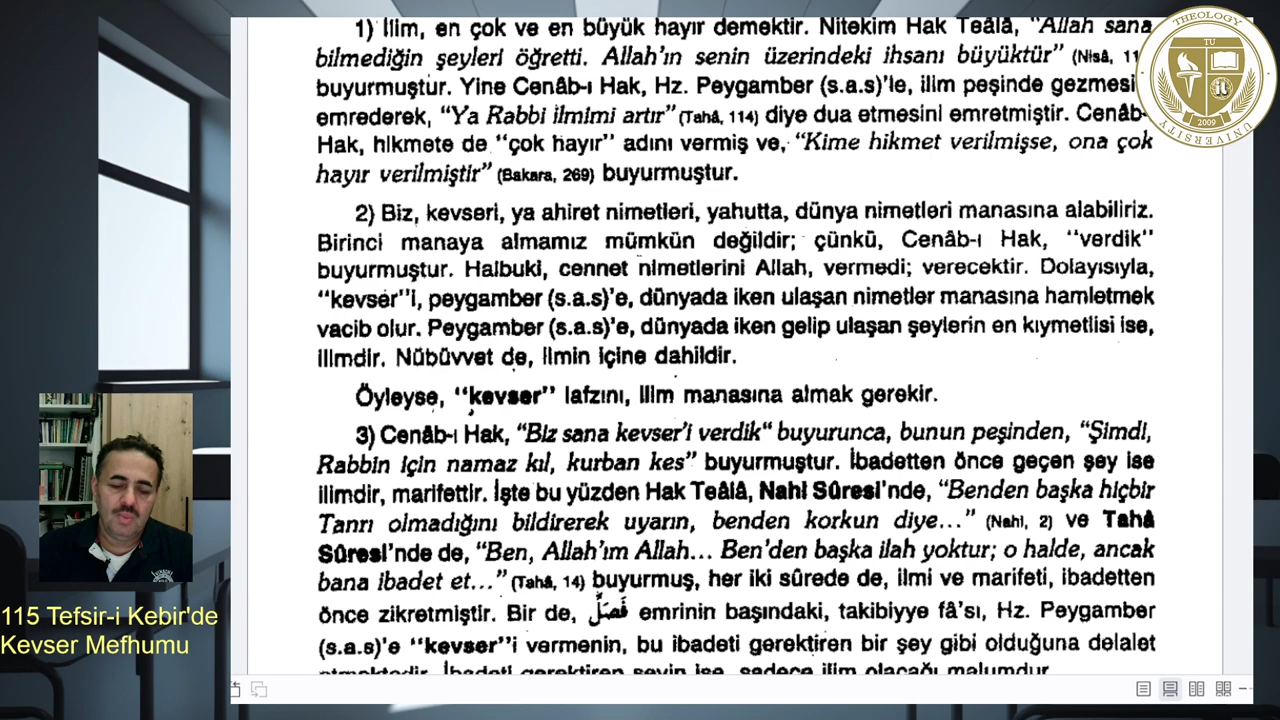 1) İlim, en çok ve en büyük hayır demektir. Nitekim Hak Teâlâ, “Allah sana
bilmediğin şeyleri öğretti. Allah’ın senin üzerindeki ihsanı büyüktür” (Nisâ, 11
buyurmuştur. Yine Cenâb-ı Hak, Hz. Peygamber (s.a.s)’le, ilim peşinde gezmesi
emrederek, “Ya Rabbi ilmimi artır” (Tahâ, 114) diye dua etmesini emretmiştir. Cenâb-
Hak, hikmete de “çok hayır” adını vermiş ve, “Kime hikmet verilmişse, ona çok
hayır verilmiştir” (Bakara, 269) buyurmuştur.
2) Biz, kevseri, ya ahiret nimetleri, yahutta, dünya nimetleri manasına alabiliriz.
Birinci manaya almamız mümkün değildir; çünkü, Cenâb-ı Hak, “verdik”
buyurmuştur. Halbuki, cennet nimetlerini Allah, vermedi; verecektir. Dolayısıyla,
“kevser”i, peygamber (s.a.s)’e, dünyada iken ulaşan nimetler manasına hamletmek
vacib olur. Peygamber (s.a.s)’e, dünyada iken gelip ulaşan şeylerin en kıymetlisi ise,
ilimdir. Nübüvvet de, ilmin içine dahildir.
Öyleyse, “kevser” lafzını, ilim manasına almak gerekir.
3) Cenâb-ı Hak, “Biz sana kevser’i verdik“ buyurunca, bunun peşinden, “Şimdi,
Rabbin için namaz kıl, kurban kes” buyurmuştur. İbadetten önce geçen şey ise
ilimdir, marifettir. İşte bu yüzden Hak Teâlâ, Nahl Sûresi’nde, “Benden başka hiçbir
Tanrı olmadığını bildirerek uyarın, benden korkun diye...” (Nahl, 2) ve Tahâ
Sûresi’nde de, “Ben, Allah’ım Allah... Ben’den başka ilah yoktur; o halde, ancak
bana ibadet et...” (Tahâ, 14) buyurmuş, her iki sûrede de, ilmi ve marifeti, ibadetten
önce zikretmiştir. Bir de, فَصَلِّ emrinin başındaki, takibiyye fâ’sı, Hz. Peygamber
(s.a.s)’e “kevser”i vermenin, bu ibadeti gerektiren bir şey gibi olduğuna delalet
etmektedir. İbadeti gerektiren şeyin ise, sadece ilim olacağı malumdur.
115 Tefsir-i Kebir'de
Kevser Mefhumu
THEOLOGY
UNIVERSITY
TU
2009